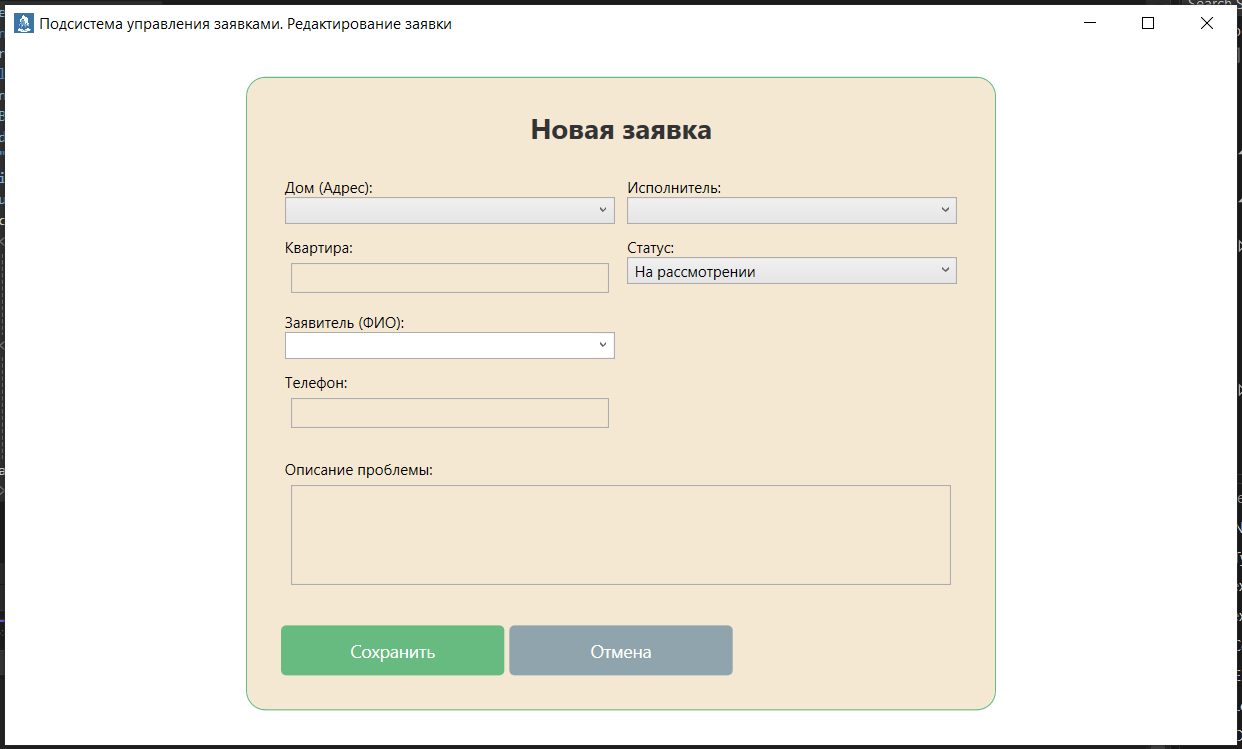 Подсистема управления заявками. Редактирование заявки
Новая заявка
Дом (Адрес):
Исполнитель:
Квартира:
Статус:
На рассмотрении
Заявитель (ФИО):
Телефон:
Описание проблемы:
Сохранить
Отмена